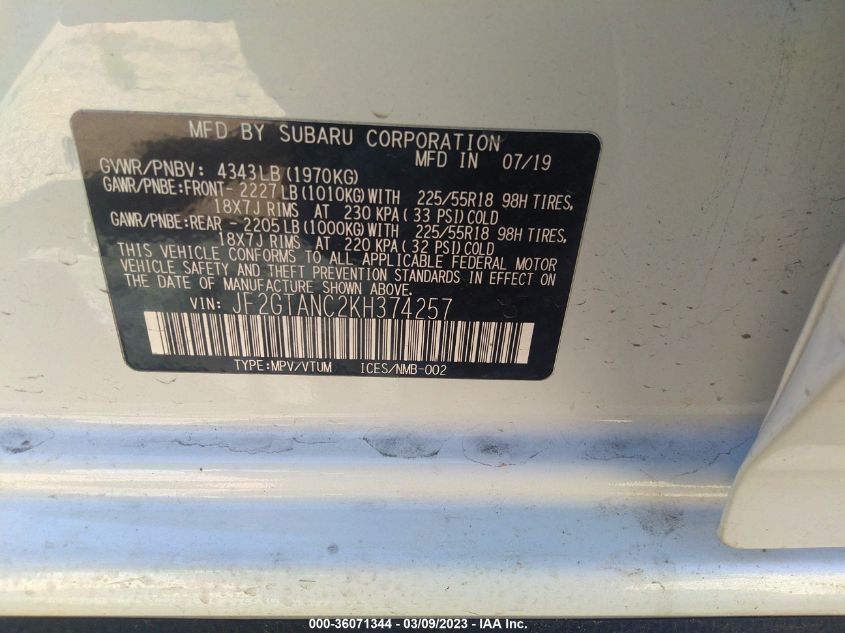 MFD BY SUBARU CORPORATION
MFD IN 07/19
GVWR/PNBV: 4343LB (1970KG)
GAWR/PNBE:FRONT- 2227LB (1010KG) WITH 225/55R18 98H TIRES,
18X7J RIMS AT 230 KPA( 33 PSI) COLD
GAWR/PNBE:REAR - 2205LB (1000KG) WITH 225/55R18 98H TIRES,
18X7J RIMS AT 220 KPA( 32 PSI) COLD
THIS VEHICLE CONFORMS TO ALL APPLICABLE FEDERAL MOTOR
VEHICLE SAFETY AND THEFT PREVENTION STANDARDS IN EFFECT ON
THE DATE OF MANUFACTURE SHOWN ABOVE.
VIN: JF2GTANC2KH374257
TYPE:MPV/VTUM ICES/NMB-002
000-36071344 - 03/09/2023 - IAA Inc.